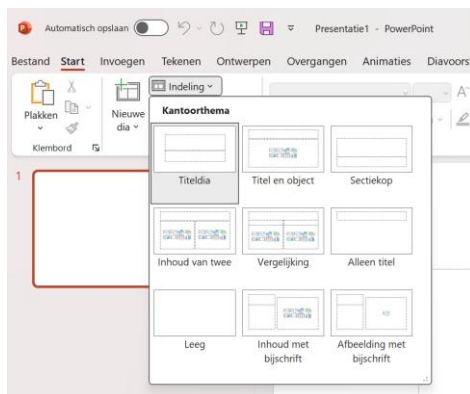 Automatisch opslaan
Presentatie1 - PowerPoint
Bestand Start Invoegen Tekenen Ontwerpen Overgangen Animaties Diavoors
Plakken
Nieuwe
dia
Indeling
Klembord
Kantoorthema
Titeldia Titel en object Sectiekop
Inhoud van twee Vergelijking Alleen titel
Leeg Inhoud met
bijschrift Afbeelding met
bijschrift
1